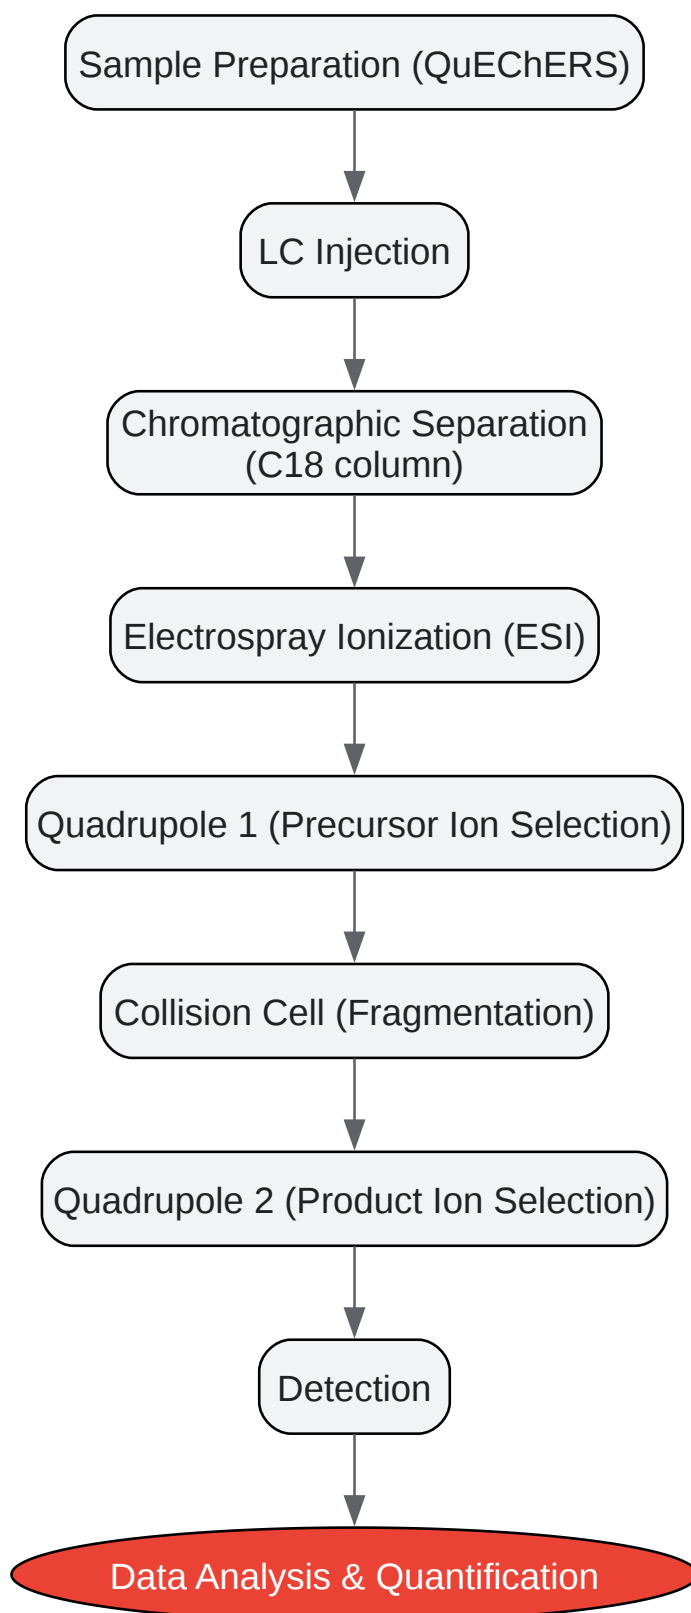 Sample Preparation (QuEChERS)
LC Injection
Chromatographic Separation
(C18 column)
Electrospray Ionization (ESI)
Quadrupole 1 (Precursor Ion Selection)
Collision Cell (Fragmentation)
Quadrupole 2 (Product Ion Selection)
Detection
Data Analysis & Quantification